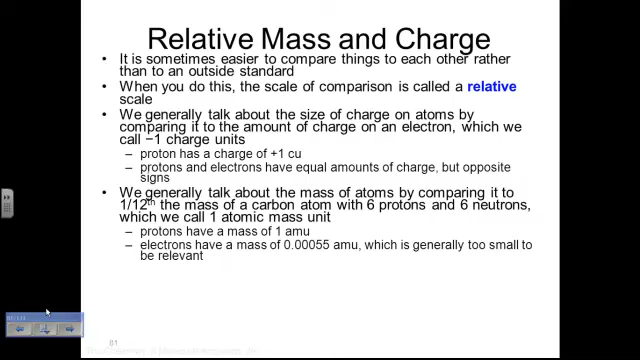 Relative Mass and Charge
• It is sometimes easier to compare things to each other rather
than to an outside standard
• When you do this, the scale of comparison is called a relative
scale
• We generally talk about the size of charge on atoms by
comparing it to the amount of charge on an electron, which we
call −1 charge units
– proton has a charge of +1 cu
– protons and electrons have equal amounts of charge, but opposite
signs
• We generally talk about the mass of atoms by comparing it to
1/12th the mass of a carbon atom with 6 protons and 6 neutrons,
which we call 1 atomic mass unit
– protons have a mass of 1 amu
– electrons have a mass of 0.00055 amu, which is generally too small to
be relevant
81